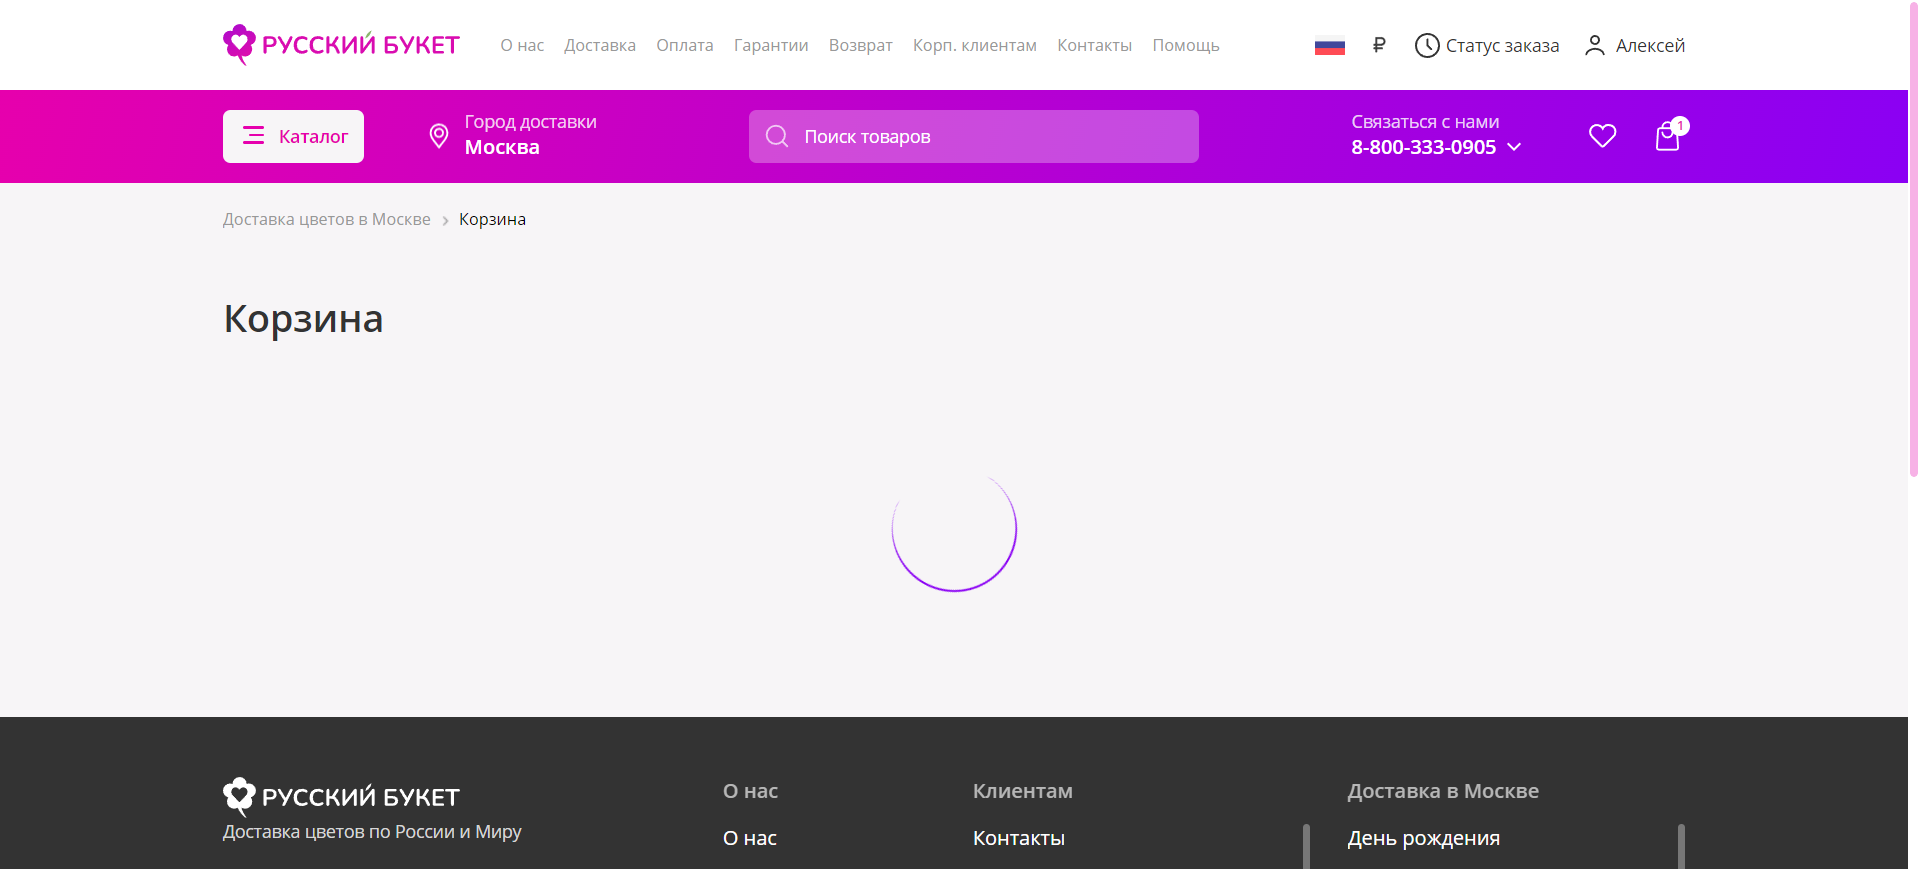 РУССКИЙ БУКЕТ
О нас Доставка Оплата Гарантии Возврат Корп. клиентам Контакты Помощь
₽ Статус заказа Алексей
Каталог
Город доставки
Москва
Поиск товаров
Связаться с нами
8-800-333-0905
1
Доставка цветов в Москве Корзина
Корзина
РУССКИЙ БУКЕТ
Доставка цветов по России и Миру
О нас
О нас
Клиентам
Контакты
Доставка в Москве
День рождения